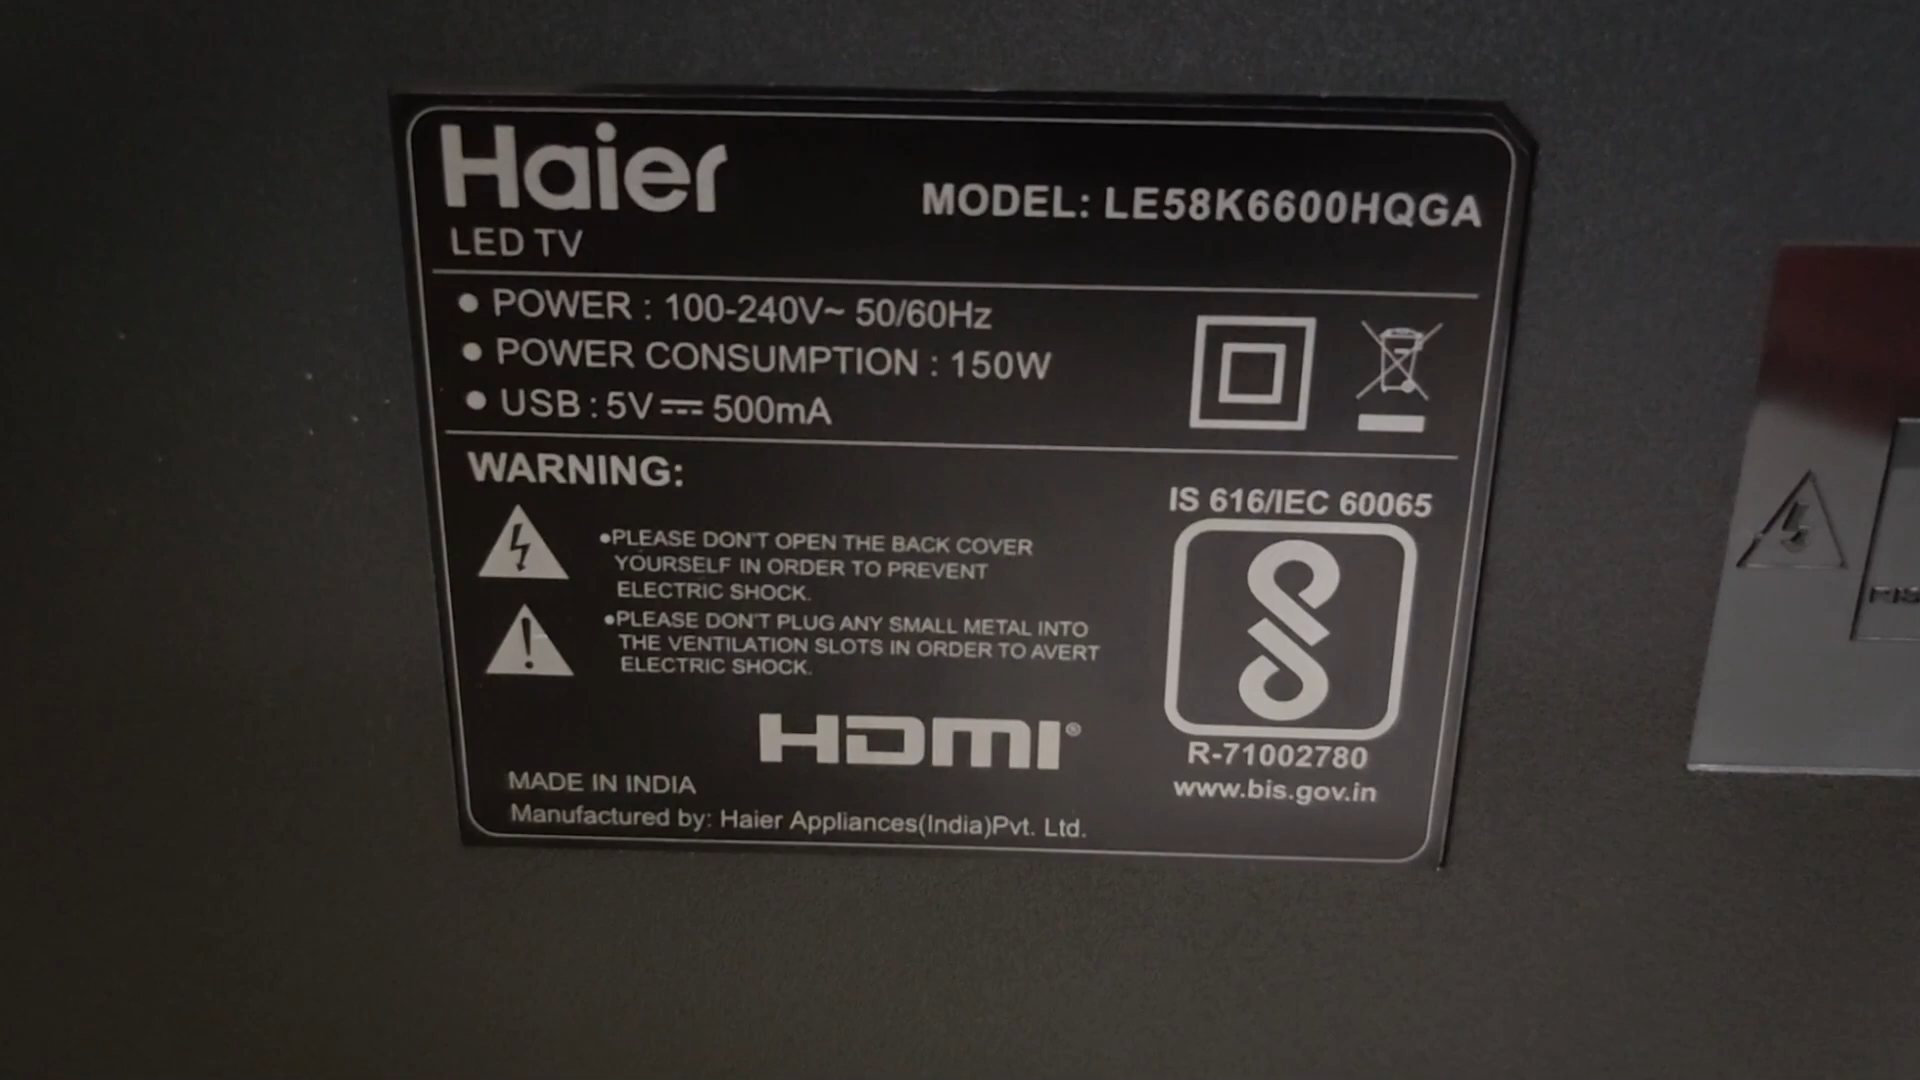 Haier
LED TV
MODEL: LE58K6600HQGA
● POWER : 100-240V~ 50/60Hz
● POWER CONSUMPTION : 150W
● USB : 5V⎓500mA
WARNING:
●PLEASE DON'T OPEN THE BACK COVER
YOURSELF IN ORDER TO PREVENT
ELECTRIC SHOCK.
●PLEASE DON'T PLUG ANY SMALL METAL INTO
THE VENTILATION SLOTS IN ORDER TO AVERT
ELECTRIC SHOCK.
IS 616/IEC 60065
R-71002780
www.bis.gov.in
HDMI®
MADE IN INDIA
Manufactured by: Haier Appliances(India)Pvt. Ltd.